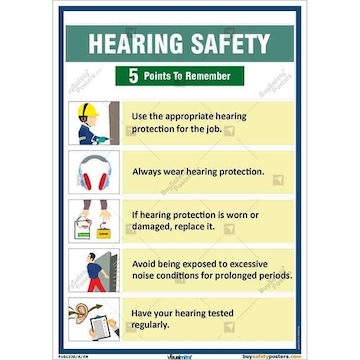 HEARING SAFETY
5 Points To Remember
Use the appropriate hearing
protection for the job.
Always wear hearing protection.
If hearing protection is worn or
damaged, replace it.
Avoid being exposed to excessive
noise conditions for prolonged periods.
Have your hearing tested
regularly.
buysafetyposters.com